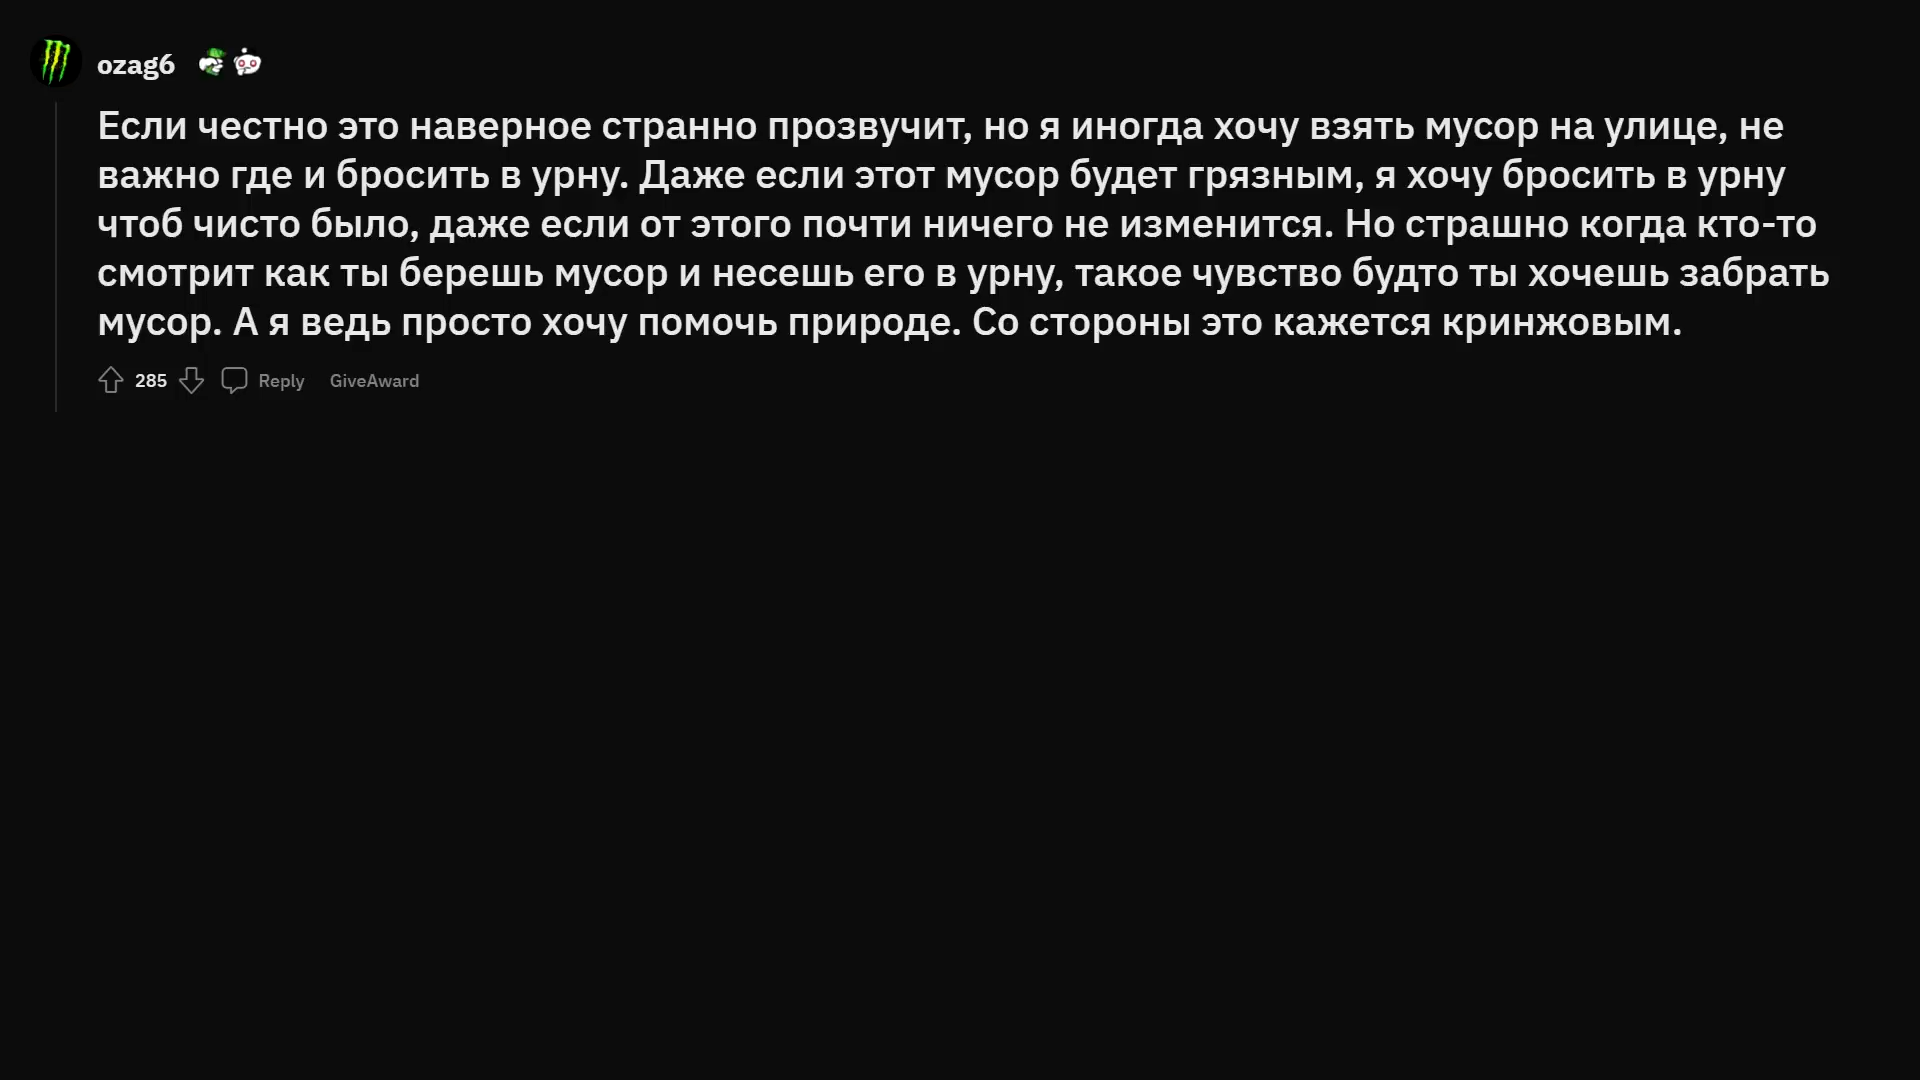 ozag6
Если честно это наверное странно прозвучит, но я иногда хочу взять мусор на улице, не
важно где и бросить в урну. Даже если этот мусор будет грязным, я хочу бросить в урну
чтоб чисто было, даже если от этого почти ничего не изменится. Но страшно когда кто-то
смотрит как ты берешь мусор и несешь его в урну, такое чувство будто ты хочешь забрать
мусор. А я ведь просто хочу помочь природе. Со стороны это кажется кринжовым.
285 Reply GiveAward